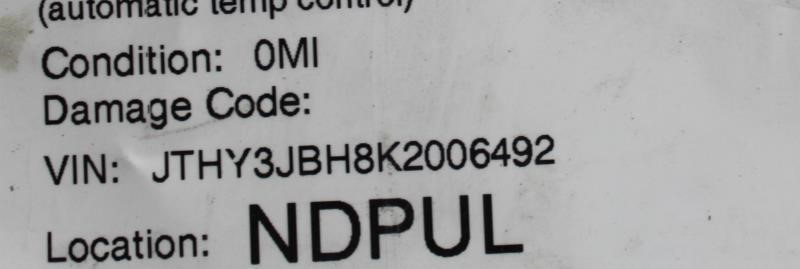 (automatic temp control)
Condition: 0MI
Damage Code:
VIN: JTHY3JBH8K2006492
Location: NDPUL